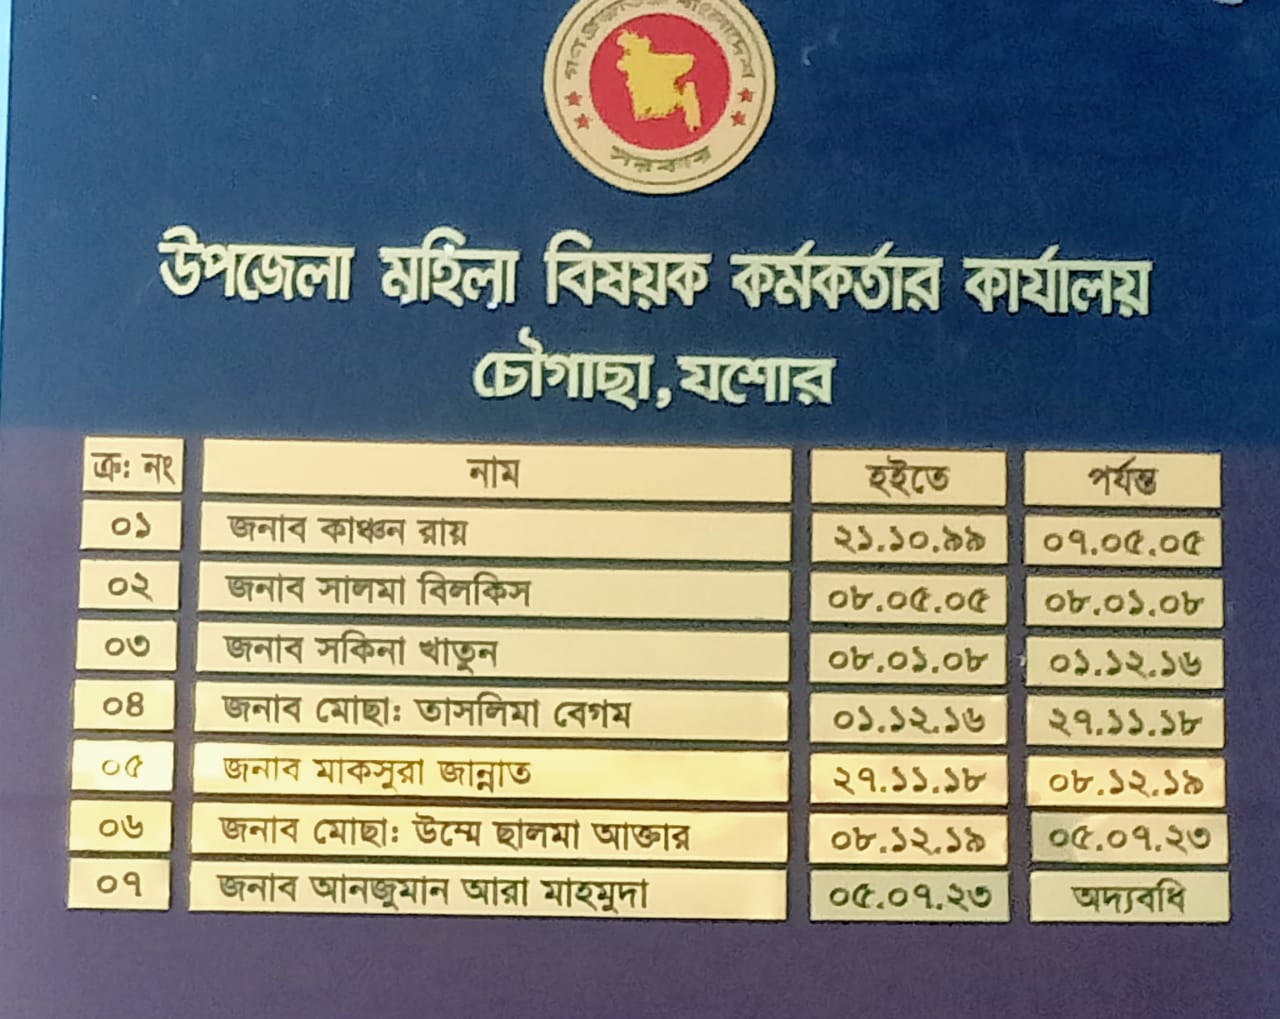 গণপ্রজাতন্ত্রী বাংলাদেশ
সরকার
উপজেলা মহিলা বিষয়ক কর্মকর্তার কার্যালয়
চৌগাছা, যশোর
ক্র: নং নাম হইতে পর্যন্ত
০১ জনাব কাঞ্চন রায় ২১.১০.৯৯ ০৭.০৫.০৫
০২ জনাব সালমা বিলকিস ০৮.০৫.০৫ ০৮.০১.০৮
০৩ জনাব সকিনা খাতুন ০৮.০১.০৮ ০১.১২.১৬
০৪ জনাব মোছা: তাসলিমা বেগম ০১.১২.১৬ ২৭.১১.১৮
০৫ জনাব মাকসুরা জান্নাত ২৭.১১.১৮ ০৮.১২.১৯
০৬ জনাব মোছা: উম্মে ছালমা আক্তার ০৮.১২.১৯ ০৫.০৭.২৩
০৭ জনাব আনজুমান আরা মাহমুদা ০৫.০৭.২৩ অদ্যবধি